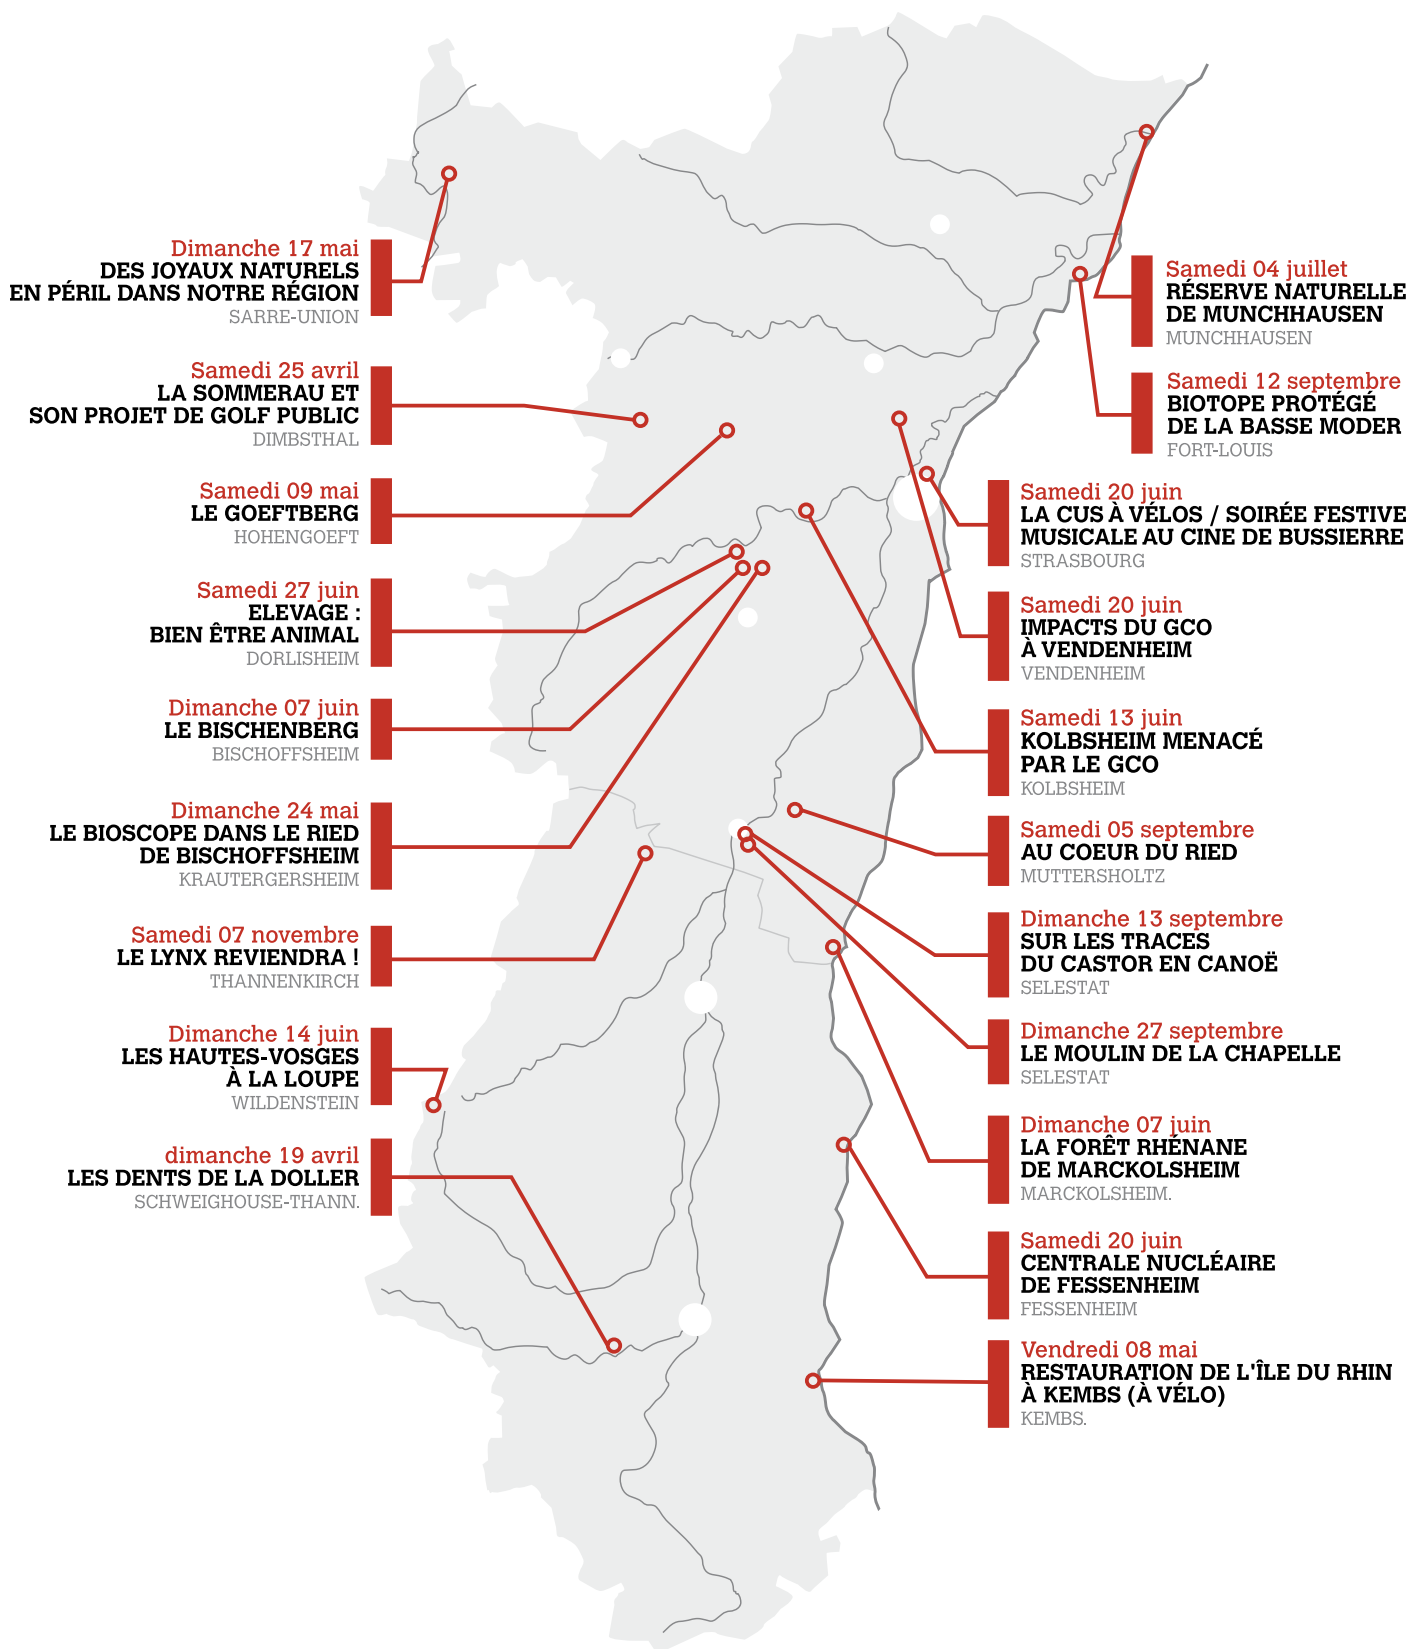 Dimanche 17 mai
DES JOYAUX NATURELS
EN PÉRIL DANS NOTRE RÉGION
SARRE-UNION
Samedi 25 avril
LA SOMMERAU ET
SON PROJET DE GOLF PUBLIC
DIMBSTHAL
Samedi 09 mai
LE GOEFTBERG
HOHENGOEFT
Samedi 27 juin
ELEVAGE :
BIEN ÊTRE ANIMAL
DORLISHEIM
Dimanche 07 juin
LE BISCHENBERG
BISCHOFFSHEIM
Dimanche 24 mai
LE BIOSCOPE DANS LE RIED
DE BISCHOFFSHEIM
KRAUTERGERSHEIM
Samedi 07 novembre
LE LYNX REVIENDRA !
THANNENKIRCH
Dimanche 14 juin
LES HAUTES-VOSGES
À LA LOUPE
WILDENSTEIN
dimanche 19 avril
LES DENTS DE LA DOLLER
SCHWEIGHOUSE-THANN.
Samedi 04 juillet
RÉSERVE NATURELLE
DE MUNCHHAUSEN
MUNCHHAUSEN
Samedi 12 septembre
BIOTOPE PROTÉGÉ
DE LA BASSE MODER
FORT-LOUIS
Samedi 20 juin
LA CUS À VÉLOS / SOIRÉE FESTIVE
MUSICALE AU CINE DE BUSSIERRE
STRASBOURG
Samedi 20 juin
IMPACTS DU GCO
À VENDENHEIM
VENDENHEIM
Samedi 13 juin
KOLBSHEIM MENACÉ
PAR LE GCO
KOLBSHEIM
Samedi 05 septembre
AU COEUR DU RIED
MUTTERSHOLTZ
Dimanche 13 septembre
SUR LES TRACES
DU CASTOR EN CANOË
SELESTAT
Dimanche 27 septembre
LE MOULIN DE LA CHAPELLE
SELESTAT
Dimanche 07 juin
LA FORÊT RHÉNANE
DE MARCKOLSHEIM
MARCKOLSHEIM.
Samedi 20 juin
CENTRALE NUCLÉAIRE
DE FESSENHEIM
FESSENHEIM
Vendredi 08 mai
RESTAURATION DE L'ÎLE DU RHIN
À KEMBS (À VÉLO)
KEMBS.